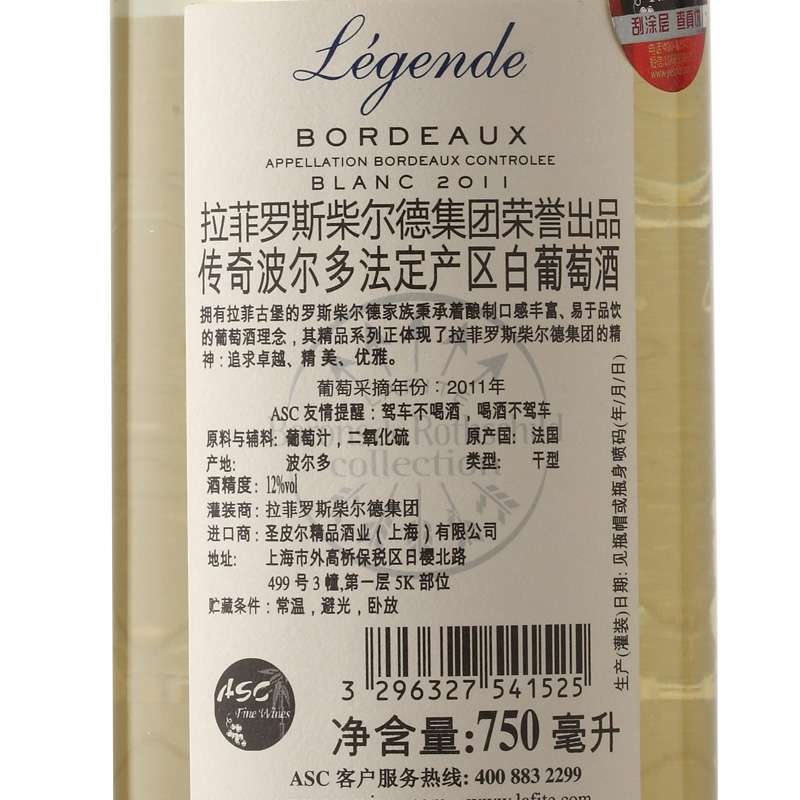 刮涂层 查真伪
Légende
BORDEAUX
APPELLATION BORDEAUX CONTROLEE
BLANC 2011
拉菲罗斯柴尔德集团荣誉出品
传奇波尔多法定产区白葡萄酒
拥有拉菲古堡的罗斯柴尔德家族秉承着酿制口感丰富、易于品饮
的葡萄酒理念，其精品系列正体现了拉菲罗斯柴尔德集团的精
神：追求卓越、精 美、优雅。
葡萄采摘年份：2011年
ASC 友情提醒：驾车不喝酒，喝酒不驾车
原料与辅料: 葡萄汁，二氧化硫 原产国: 法国
产地: 波尔多 类型: 干型
酒精度: 12%vol
灌装商: 拉菲罗斯柴尔德集团
进口商: 圣皮尔精品酒业（上海）有限公司
地址: 上海市外高桥保税区日樱北路
499 号 3 幢,第一层 5K 部位
贮藏条件：常温，避光，卧放
生产(灌装)日期: 见瓶帽或瓶身喷码(年/月/日)
Rothschild
collection
ASC
Fine Wines
3 296327 541525
净含量:750 毫升
ASC 客户服务热线: 400 883 2299